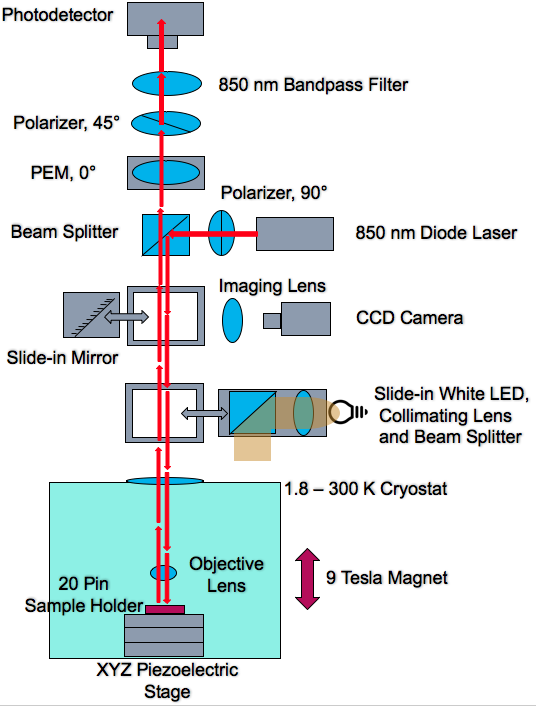 Photodetector
850 nm Bandpass Filter
Polarizer, 45°
PEM, 0°
Polarizer, 90°
Beam Splitter
850 nm Diode Laser
Imaging Lens
CCD Camera
Slide-in Mirror
Slide-in White LED,
Collimating Lens
and Beam Splitter
1.8 – 300 K Cryostat
Objective
Lens
9 Tesla Magnet
20 Pin
Sample Holder
XYZ Piezoelectric
Stage